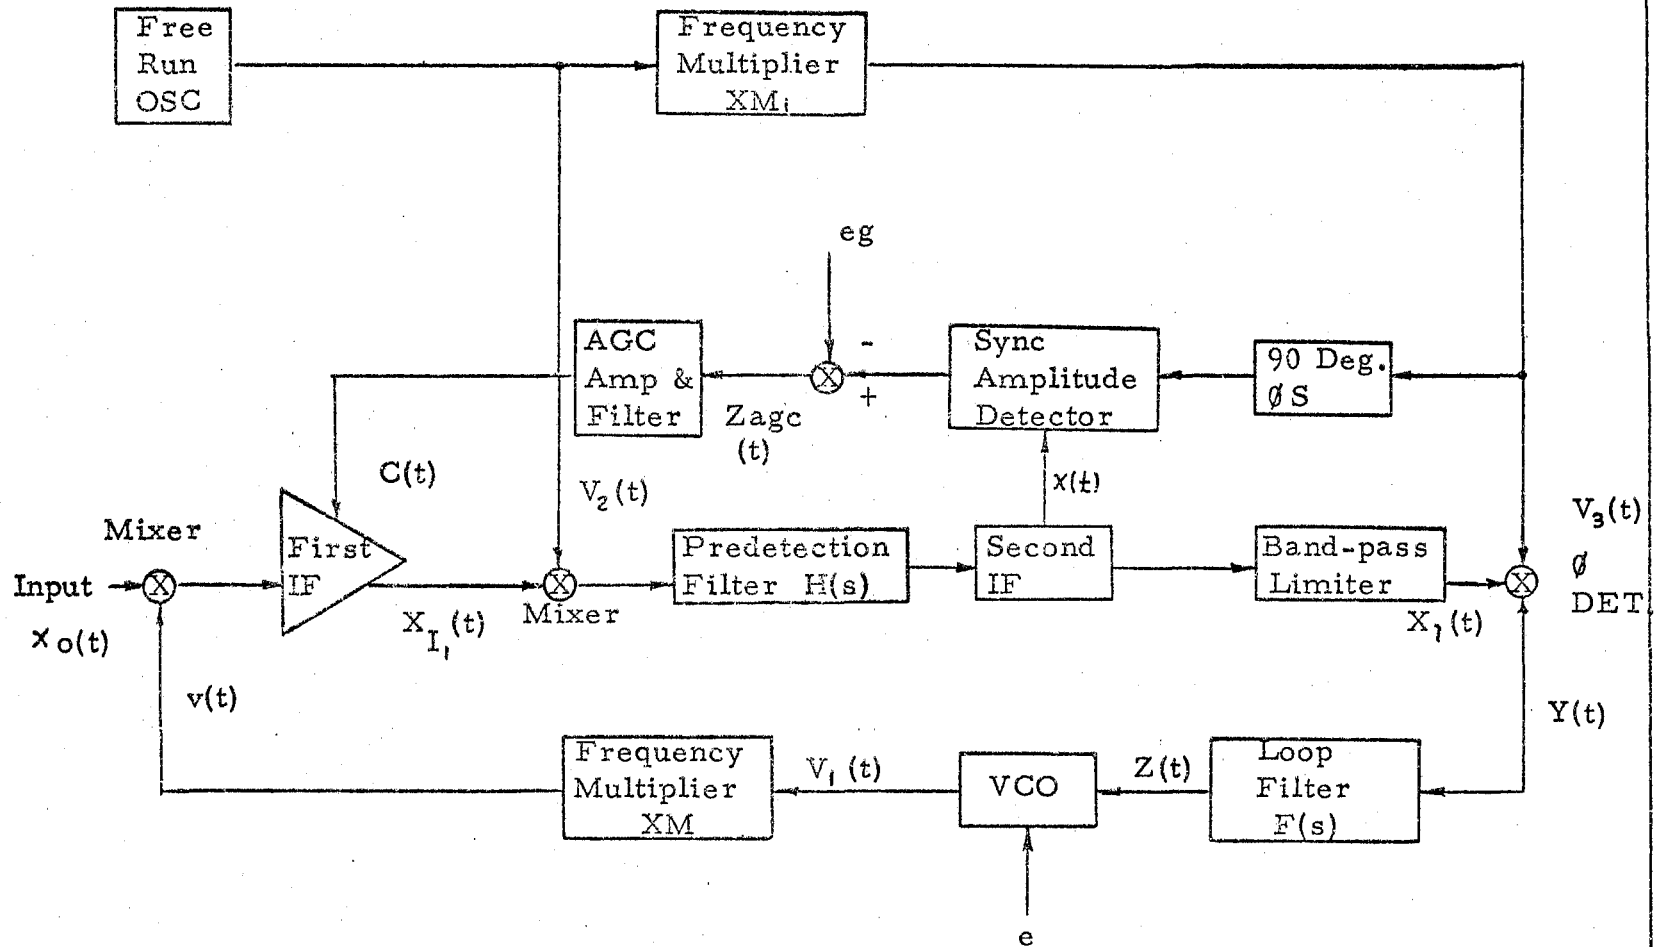 Free
Run
OSC
Frequency
Multiplier
XM₁
eg
AGC
Amp &
Filter
-
+
Zagc
(t)
Sync
Amplitude
Detector
90 Deg.
ØS
C(t)
V₂(t)
x(t)
V₃(t)
Mixer
First
IF
Predetection
Filter H(s)
Second
IF
Band-pass
Limiter
Ø
DET
Input
X
X
X
X
Mixer
xo(t)
X_I₁(t)
X₁(t)
v(t)
Y(t)
Frequency
Multiplier
XM
V₁(t)
VCO
Z(t)
Loop
Filter
F(s)
e